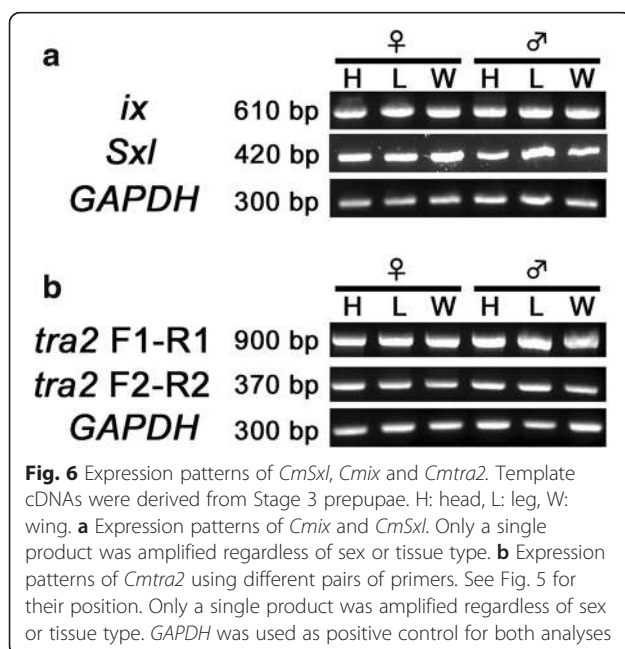 a
♀ ♂
H L W H L W
ix 610 bp
Sxl 420 bp
GAPDH 300 bp
b
♀ ♂
H L W H L W
tra2 F1-R1 900 bp
tra2 F2-R2 370 bp
GAPDH 300 bp
Fig. 6 Expression patterns of CmSxl, Cmix and Cmtra2. Template
cDNAs were derived from Stage 3 prepupae. H: head, L: leg, W:
wing. a Expression patterns of Cmix and CmSxl. Only a single
product was amplified regardless of sex or tissue type. b Expression
patterns of Cmtra2 using different pairs of primers. See Fig. 5 for
their position. Only a single product was amplified regardless of sex
or tissue type. GAPDH was used as positive control for both analyses